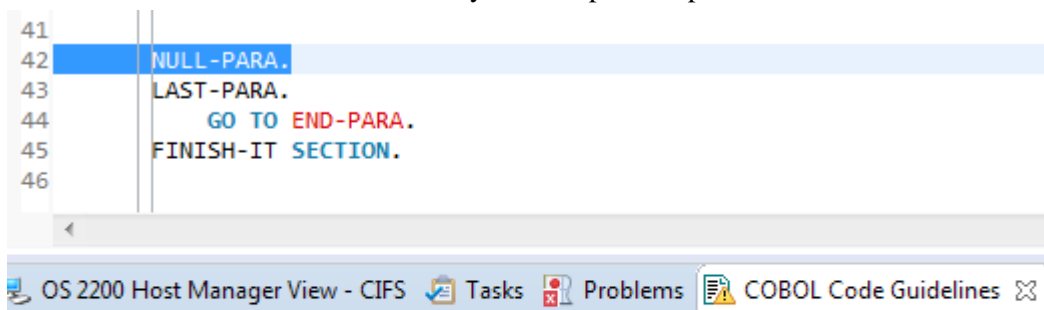 41
42 NULL-PARA.
43 LAST-PARA.
44 GO TO END-PARA.
45 FINISH-IT SECTION.
46
OS 2200 Host Manager View - CIFS Tasks Problems COBOL Code Guidelines